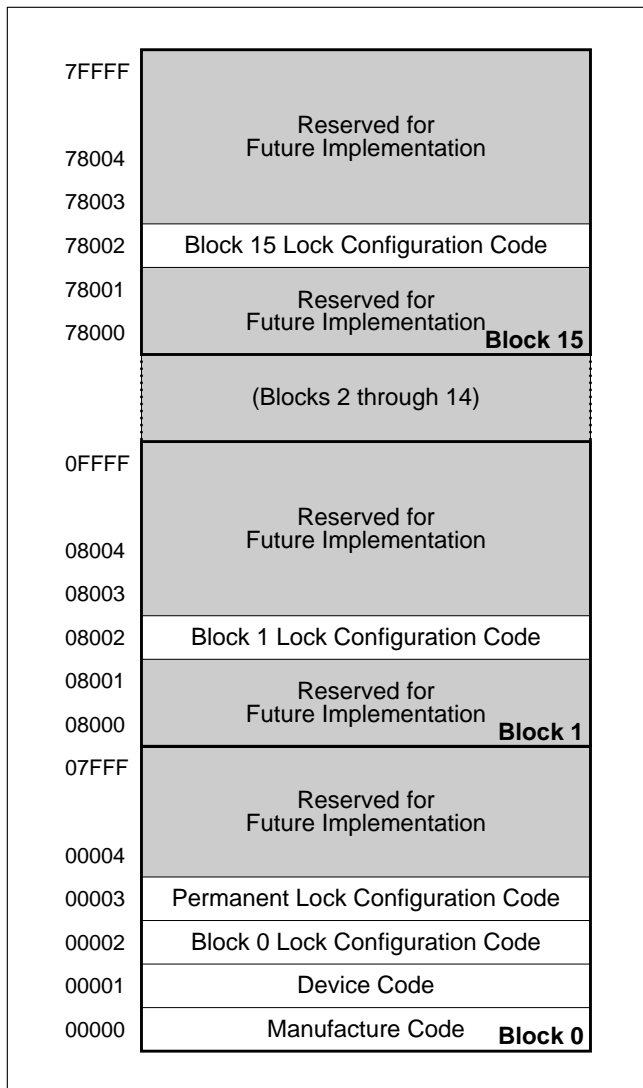 7FFFF
Reserved for
Future Implementation
78004
78003
78002 Block 15 Lock Configuration Code
78001
Reserved for
Future Implementation
78000
Block 15
(Blocks 2 through 14)
0FFFF
Reserved for
Future Implementation
08004
08003
08002 Block 1 Lock Configuration Code
08001
Reserved for
Future Implementation
08000
Block 1
07FFF
Reserved for
Future Implementation
00004
00003 Permanent Lock Configuration Code
00002 Block 0 Lock Configuration Code
00001 Device Code
00000 Manufacture Code Block 0